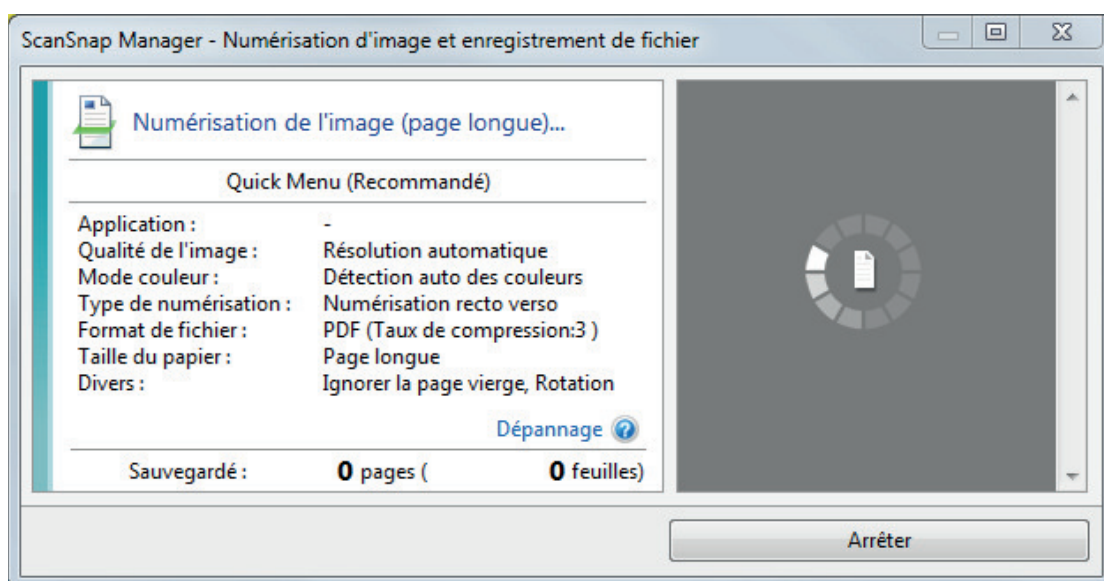 ScanSnap Manager - Numérisation d'image et enregistrement de fichier
Numérisation de l'image (page longue)...
Quick Menu (Recommandé)
Application : -
Qualité de l'image : Résolution automatique
Mode couleur : Détection auto des couleurs
Type de numérisation : Numérisation recto verso
Format de fichier : PDF (Taux de compression:3 )
Taille du papier : Page longue
Divers : Ignorer la page vierge, Rotation
Dépannage
Sauvegardé : 0 pages ( 0 feuilles)
Arrêter